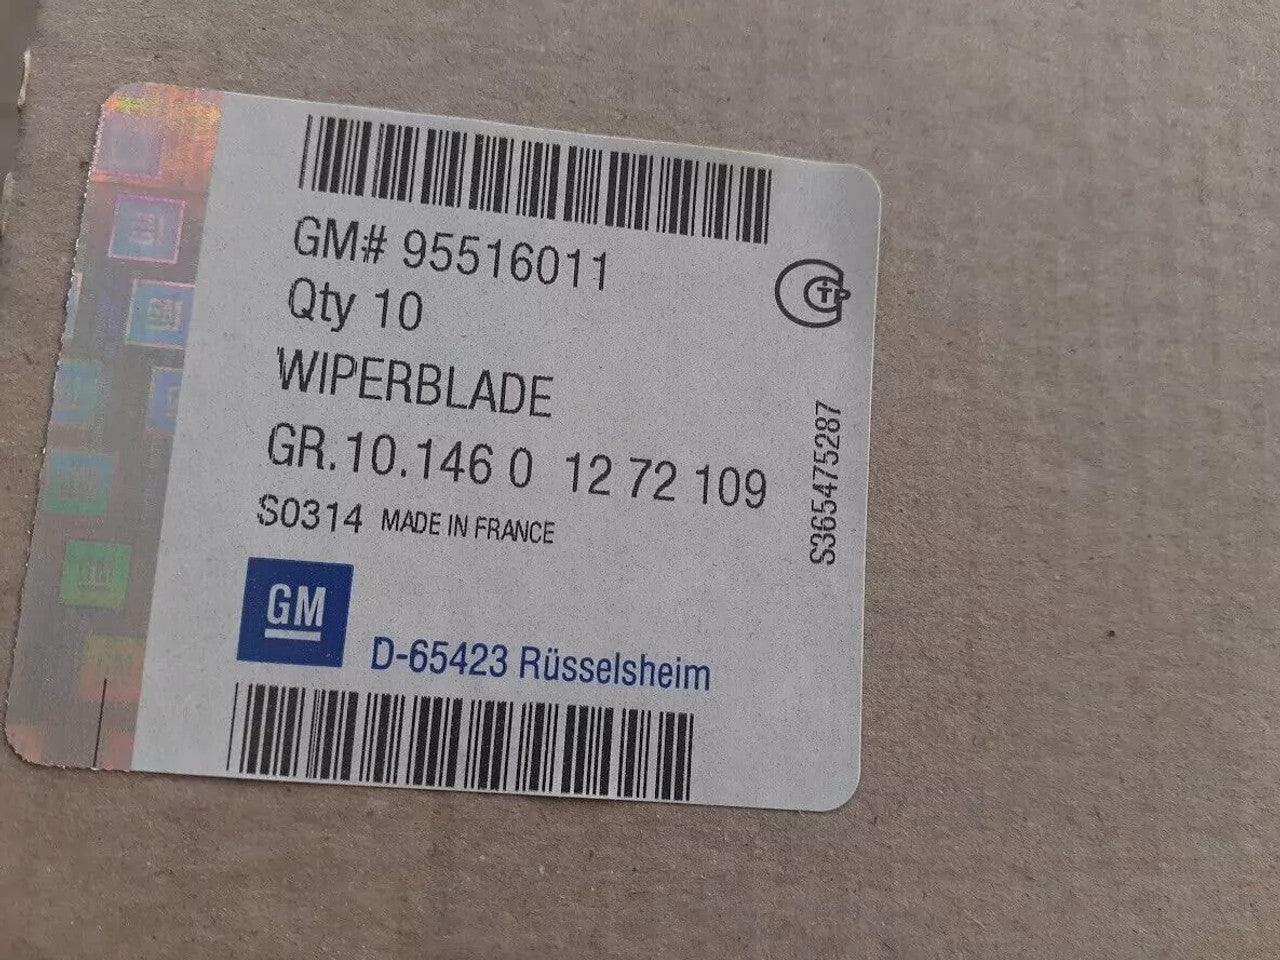 GM# 95516011
Qty 10
WIPERBLADE
GR.10.146 0 12 72 109
S0314 MADE IN FRANCE
GM
D-65423 Rüsselsheim
S365475287